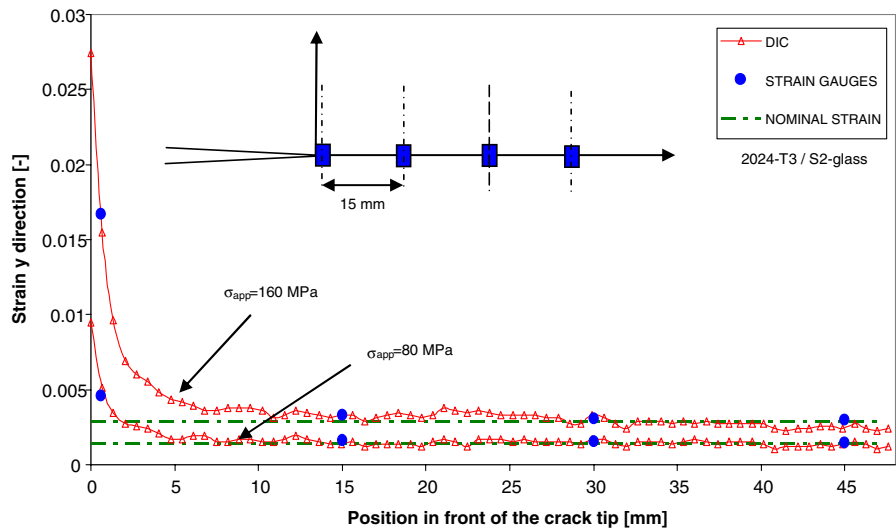 0.03
0.025
0.02
0.015
0.01
0.005
0
Strain y direction [-]
DIC
STRAIN GAUGES
NOMINAL STRAIN
2024-T3 / S2-glass
15 mm
σapp=160 MPa
σapp=80 MPa
0 5 10 15 20 25 30 35 40 45
Position in front of the crack tip [mm]